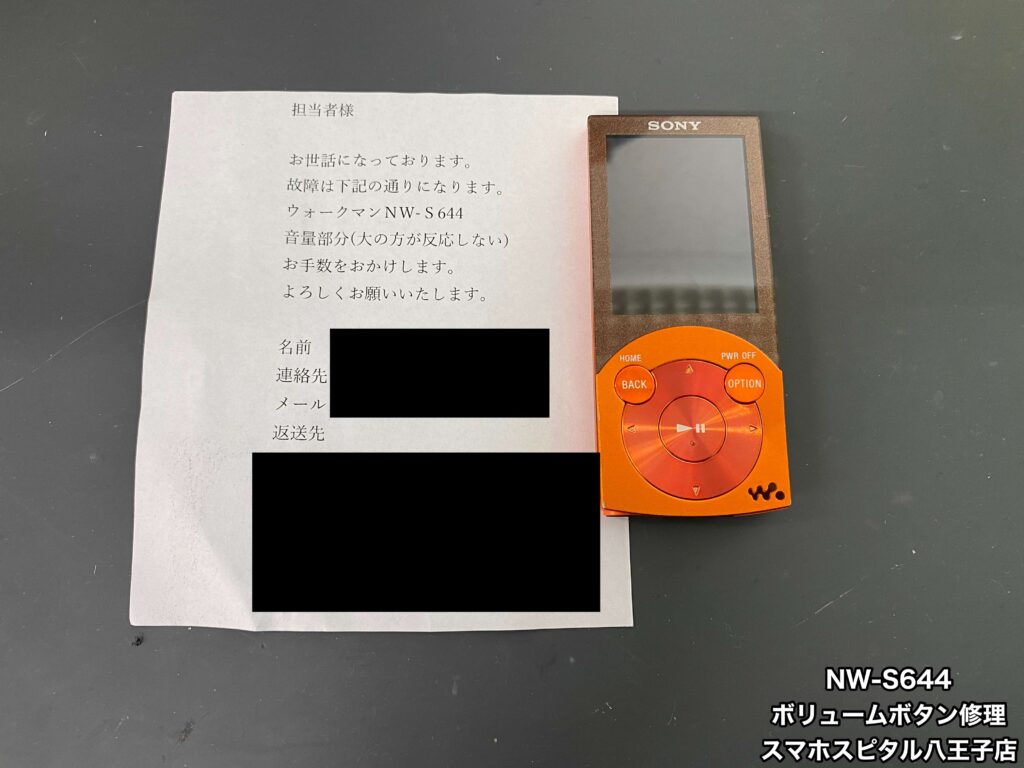 担当者様
お世話になっております。
故障は下記の通りになります。
ウォークマンNW-S644
音量部分(大の方が反応しない)
お手数をおかけします。
よろしくお願いいたします。
名前
連絡先
メール
返送先
SONY
HOME
PWR OFF
BACK
OPTION
NW-S644
ボリュームボタン修理
スマホスピタル八王子店